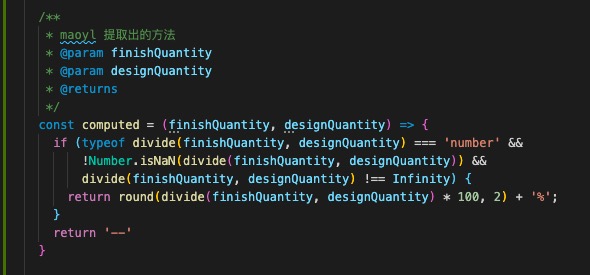 /**
 * maoyl 提取出的方法
 * @param finishQuantity
 * @param designQuantity
 * @returns
 */
const computed = (finishQuantity, designQuantity) => {
  if (typeof divide(finishQuantity, designQuantity) === 'number' &&
      !Number.isNaN(divide(finishQuantity, designQuantity)) &&
      divide(finishQuantity, designQuantity) !== Infinity) {
    return round(divide(finishQuantity, designQuantity) * 100, 2) + '%';
  }
  return '--'
}